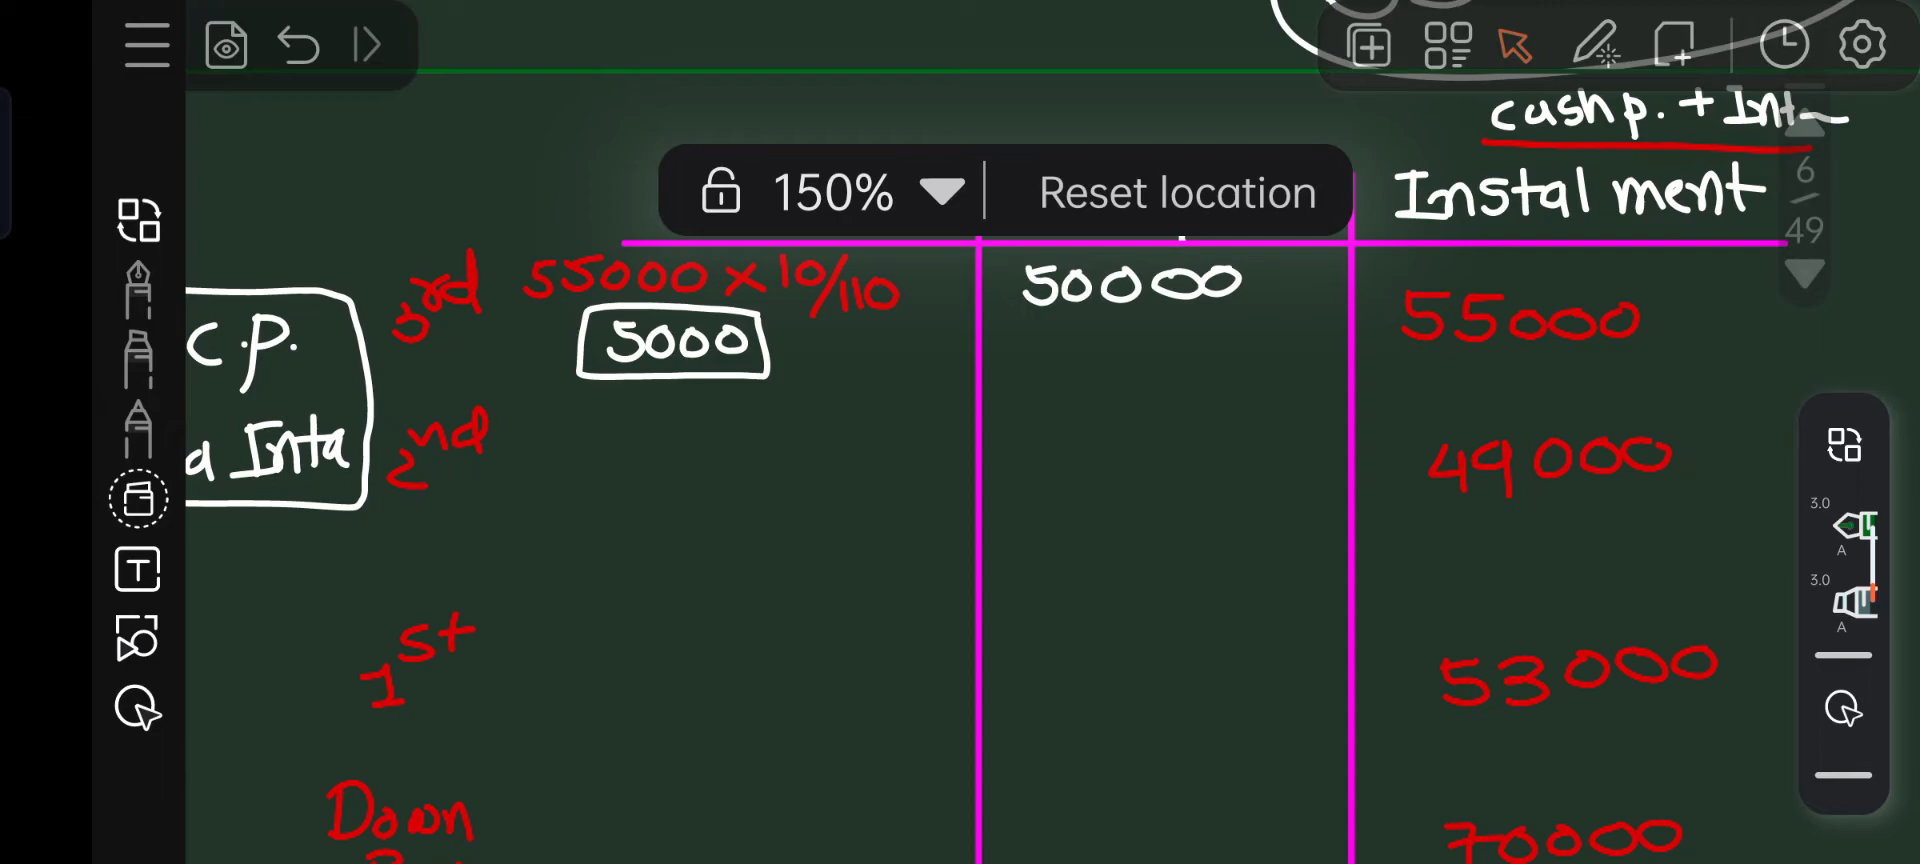 cash p. + Int
6
150% Reset location
Instalment
49
3rd 55000 × 10/110 50000
5000
55000
C.P.
2nd
49000
d Inta
3.0
A
T
3.0
A
1st
53000
Down
70000